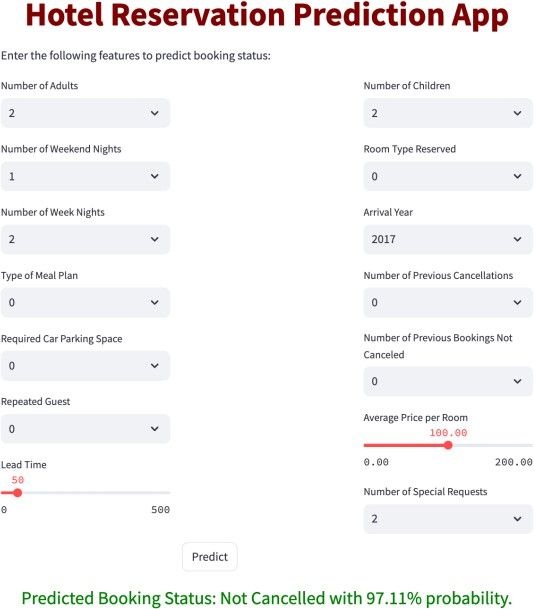 Hotel Reservation Prediction App
Enter the following features to predict booking status:
Number of Adults
2
Number of Weekend Nights
1
Number of Week Nights
2
Type of Meal Plan
0
Required Car Parking Space
0
Repeated Guest
0
Lead Time
50
0 500
Number of Children
2
Room Type Reserved
0
Arrival Year
2017
Number of Previous Cancellations
0
Number of Previous Bookings Not
Canceled
0
Average Price per Room
100.00
0.00 200.00
Number of Special Requests
2
Predict
Predicted Booking Status: Not Cancelled with 97.11% probability.